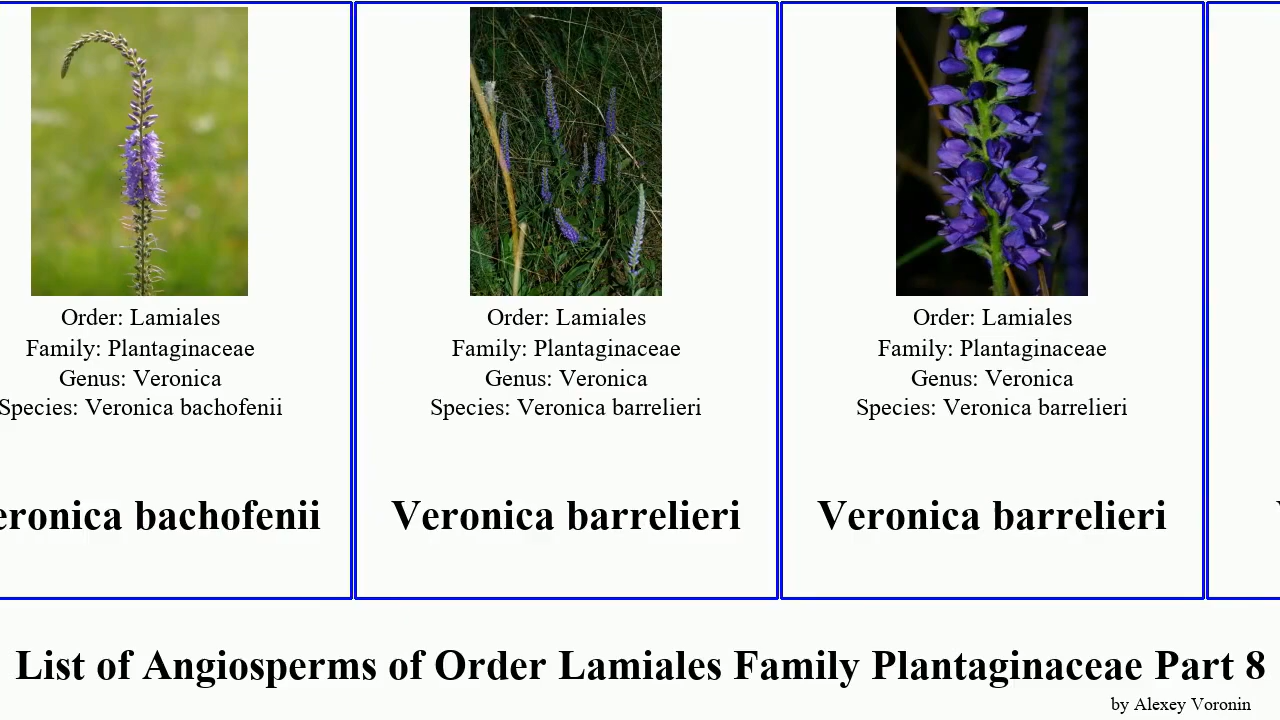 Order: Lamiales
Family: Plantaginaceae
Genus: Veronica
Species: Veronica bachofenii
eronica bachofenii
Order: Lamiales
Family: Plantaginaceae
Genus: Veronica
Species: Veronica barrelieri
Veronica barrelieri
Order: Lamiales
Family: Plantaginaceae
Genus: Veronica
Species: Veronica barrelieri
Veronica barrelieri
List of Angiosperms of Order Lamiales Family Plantaginaceae Part 8
by Alexey Voronin